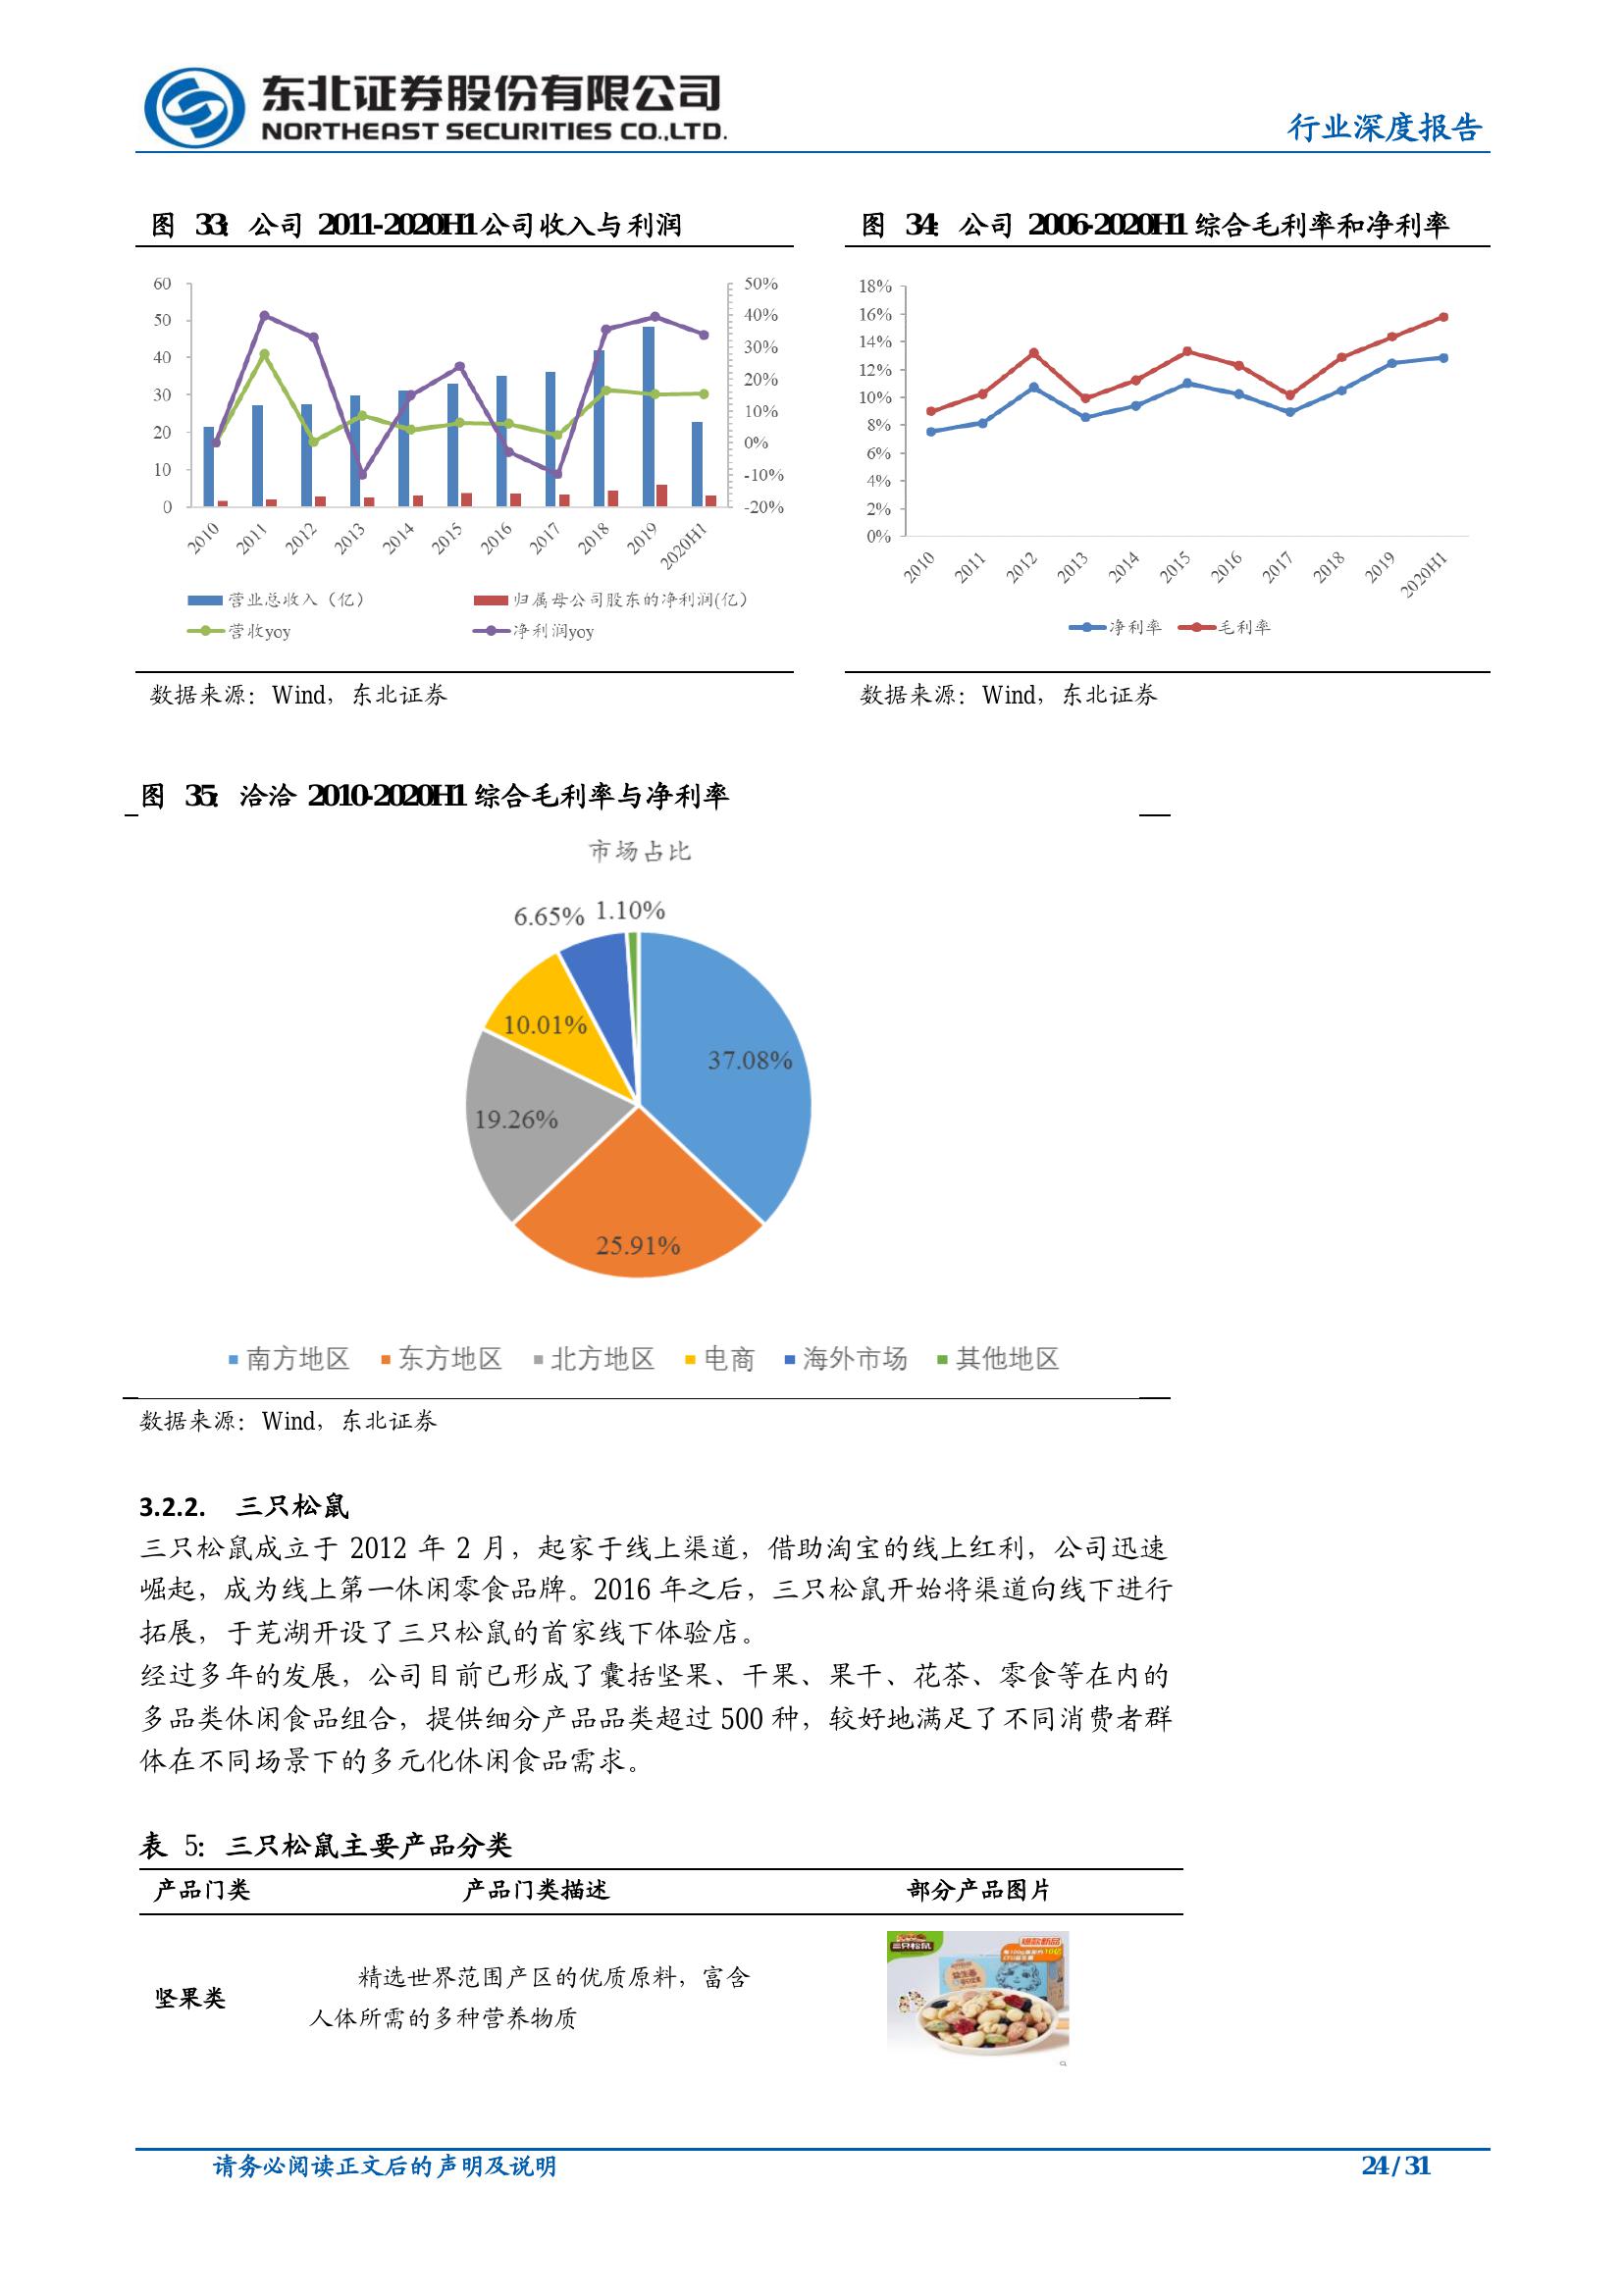 东北证券股份有限公司
NORTHEAST SECURITIES CO.,LTD.
行业深度报告
图 33：公司 2011-2020H1 公司收入与利润
60
50
40
30
20
10
0
50%
40%
30%
20%
10%
0%
-10%
-20%
2010 2011 2012 2013 2014 2015 2016 2017 2018 2019 2020H1
营业总收入（亿） 归属母公司股东的净利润(亿）
营收yoy 净利润yoy
数据来源：Wind，东北证券
图 34：公司 2006-2020H1 综合毛利率和净利率
18%
16%
14%
12%
10%
8%
6%
4%
2%
0%
2010 2011 2012 2013 2014 2015 2016 2017 2018 2019 2020H1
净利率 毛利率
数据来源：Wind，东北证券
图 35：洽洽 2010-2020H1 综合毛利率与净利率
市场占比
6.65% 1.10%
10.01%
37.08%
19.26%
25.91%
南方地区 东方地区 北方地区 电商 海外市场 其他地区
数据来源：Wind，东北证券
3.2.2. 三只松鼠
三只松鼠成立于 2012 年 2 月，起家于线上渠道，借助淘宝的线上红利，公司迅速
崛起，成为线上第一休闲零食品牌。2016 年之后，三只松鼠开始将渠道向线下进行
拓展，于芜湖开设了三只松鼠的首家线下体验店。
经过多年的发展，公司目前已形成了囊括坚果、干果、果干、花茶、零食等在内的
多品类休闲食品组合，提供细分产品品类超过 500 种，较好地满足了不同消费者群
体在不同场景下的多元化休闲食品需求。
表 5：三只松鼠主要产品分类
产品门类 产品门类描述 部分产品图片
坚果类
精选世界范围产区的优质原料，富含
人体所需的多种营养物质
三只松鼠
爆款新品
益生菌
请务必阅读正文后的声明及说明
24 / 31